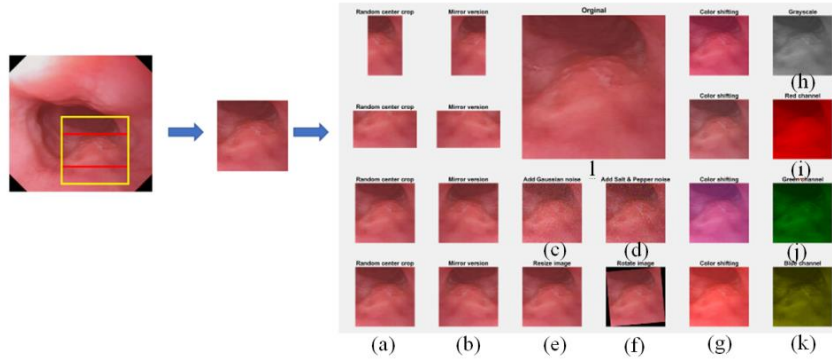 Random center crop Mirror version Orginal Color shifting Grayscale
(h)
Random center crop Mirror version Color shifting Red channel
l (i)
Random center crop Mirror version Add Gaussian noise Add Salt & Pepper noise Color shifting Green channel
(c) (d) (j)
Random center crop Mirror version Resize image Rotate image Color shifting Blue channel
(a) (b) (e) (f) (g) (k)